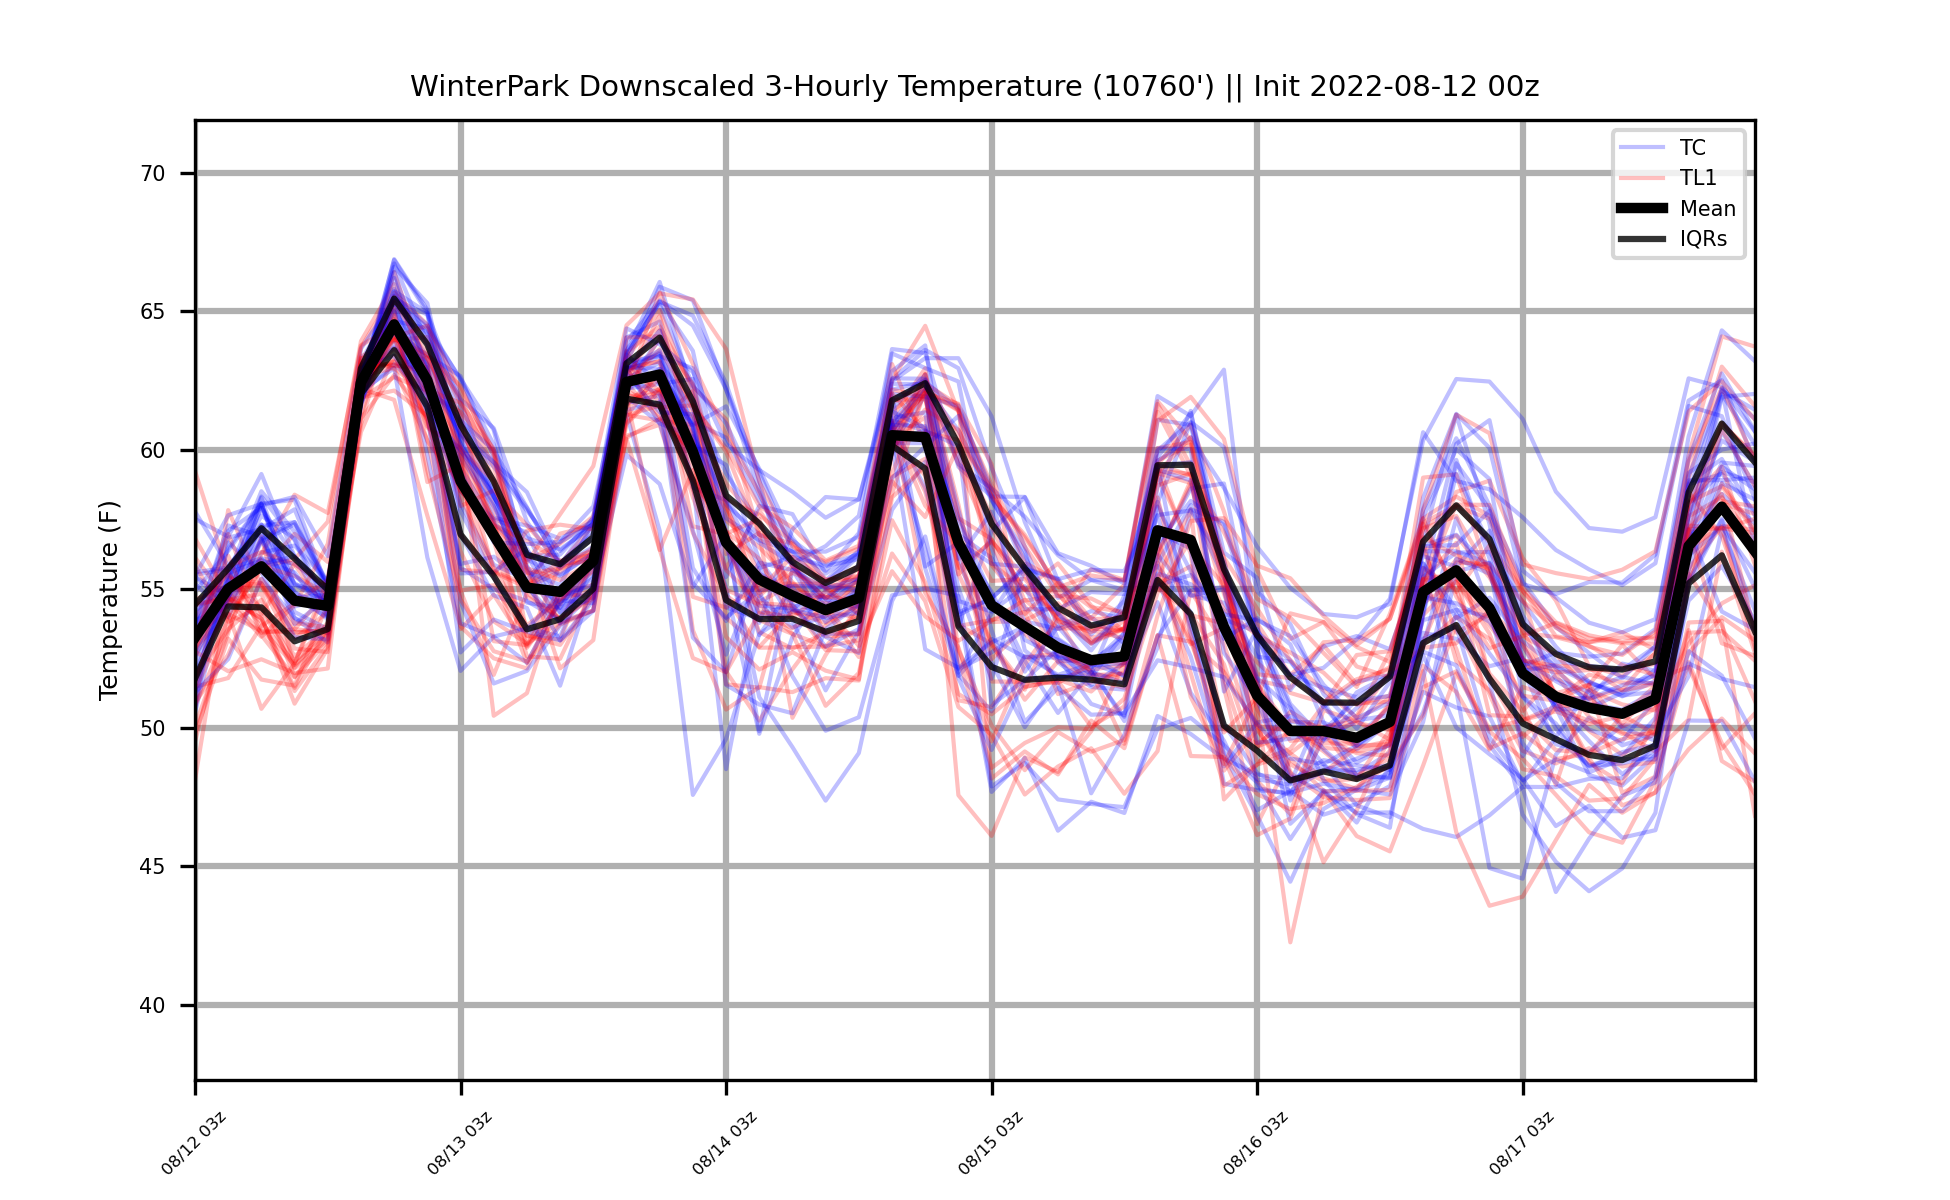 WinterPark Downscaled 3-Hourly Temperature (10760') || Init 2022-08-12 00z
TC
TL1
Mean
IQRs
Temperature (F)
70
65
60
55
50
45
40
08/12 03z
08/13 03z
08/14 03z
08/15 03z
08/16 03z
08/17 03z